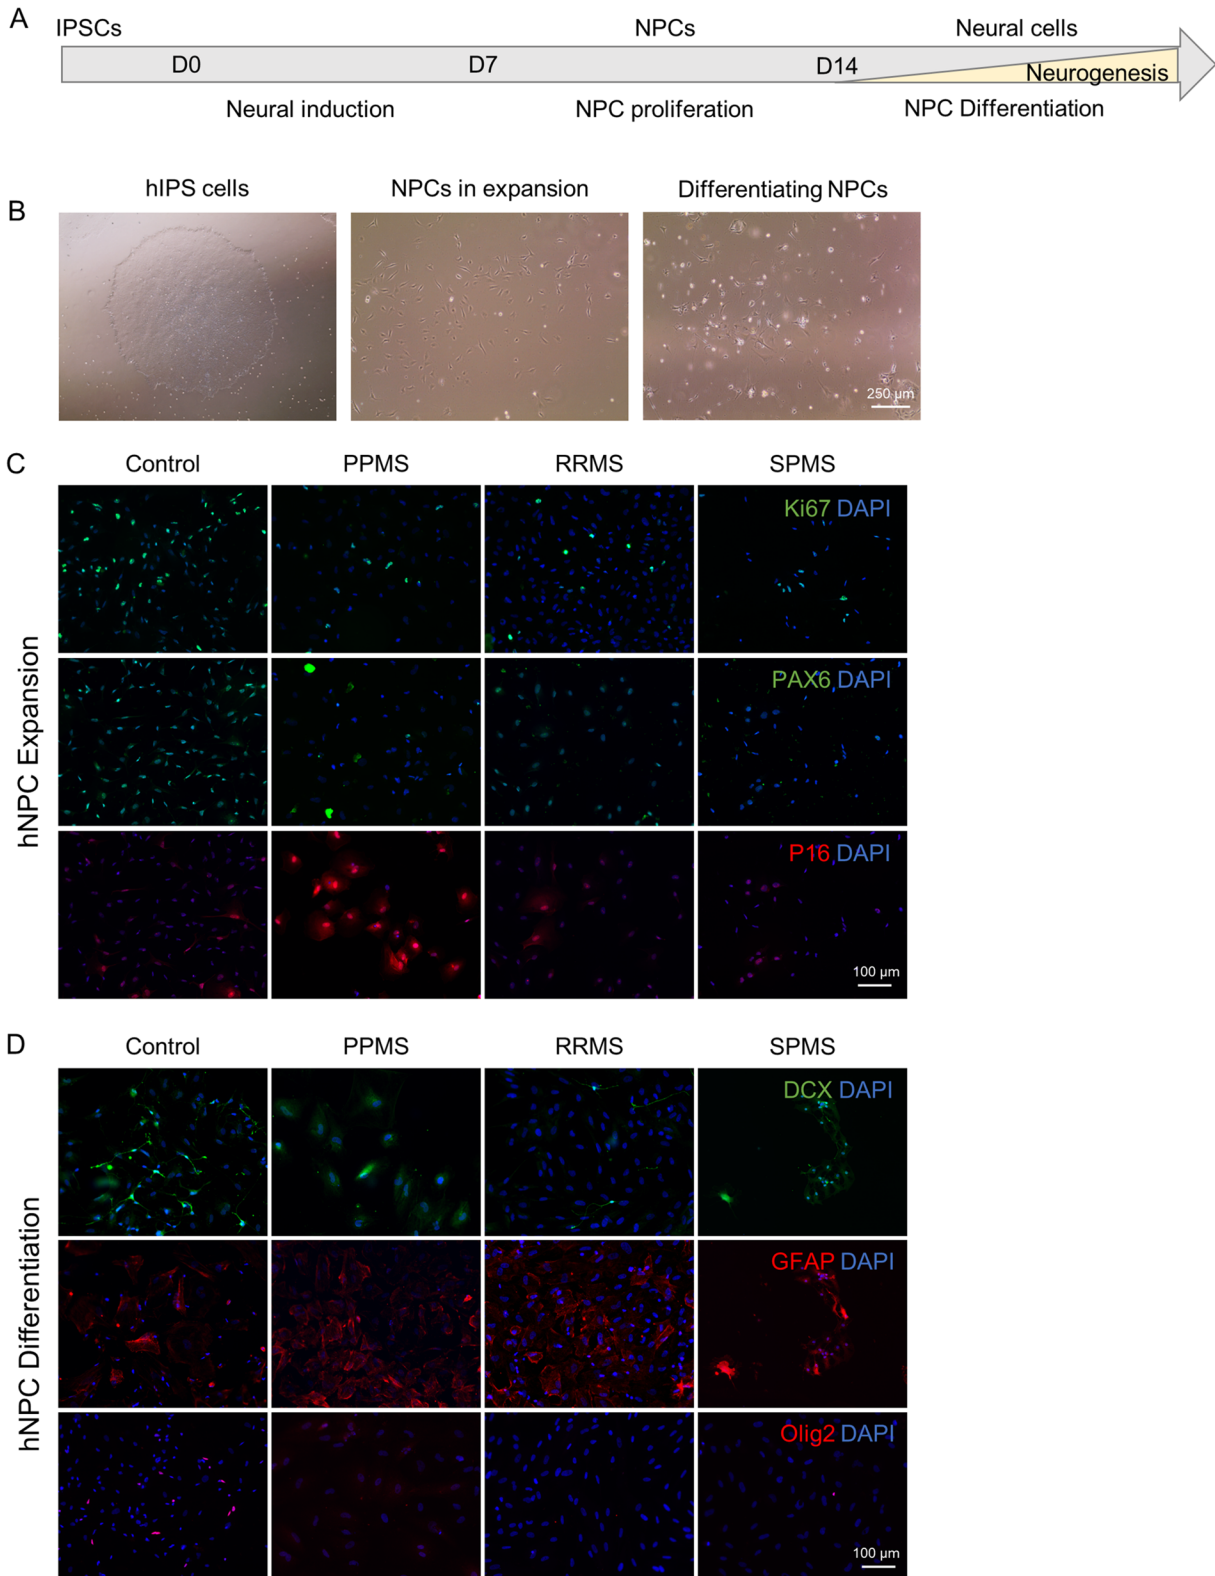 A
IPSCs NPCs Neural cells
D0 D7 D14 Neurogenesis
Neural induction NPC proliferation NPC Differentiation
B
hIPS cells NPCs in expansion Differentiating NPCs
250 µm
C
Control PPMS RRMS SPMS
hNPC Expansion
Ki67 DAPI
PAX6 DAPI
P16 DAPI
100 µm
D
Control PPMS RRMS SPMS
hNPC Differentiation
DCX DAPI
GFAP DAPI
Olig2 DAPI
100 µm